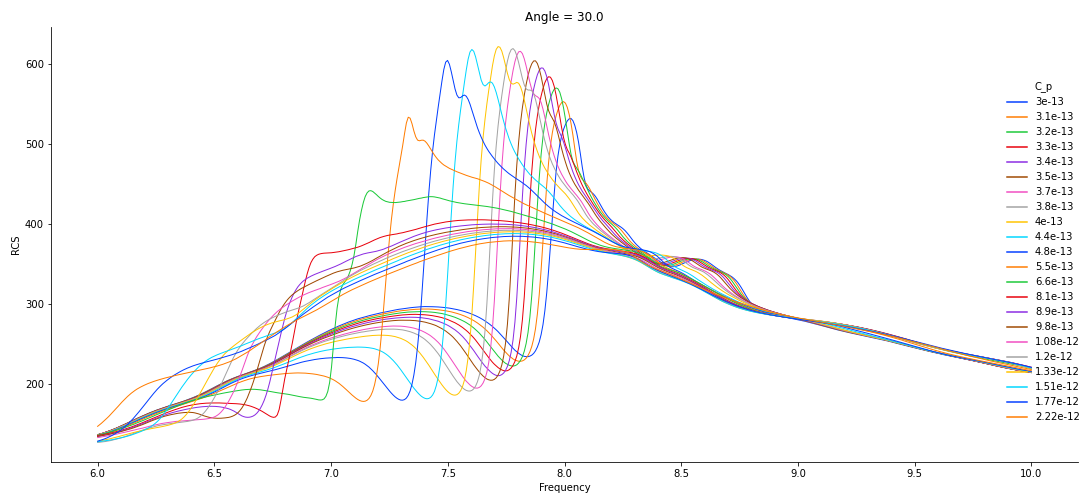 Angle = 30.0
RCS
600
500
400
300
200
6.0 6.5 7.0 7.5 8.0 8.5 9.0 9.5 10.0
Frequency
C_p
3e-13
3.1e-13
3.2e-13
3.3e-13
3.4e-13
3.5e-13
3.7e-13
3.8e-13
4e-13
4.4e-13
4.8e-13
5.5e-13
6.6e-13
8.1e-13
8.9e-13
9.8e-13
1.08e-12
1.2e-12
1.33e-12
1.51e-12
1.77e-12
2.22e-12